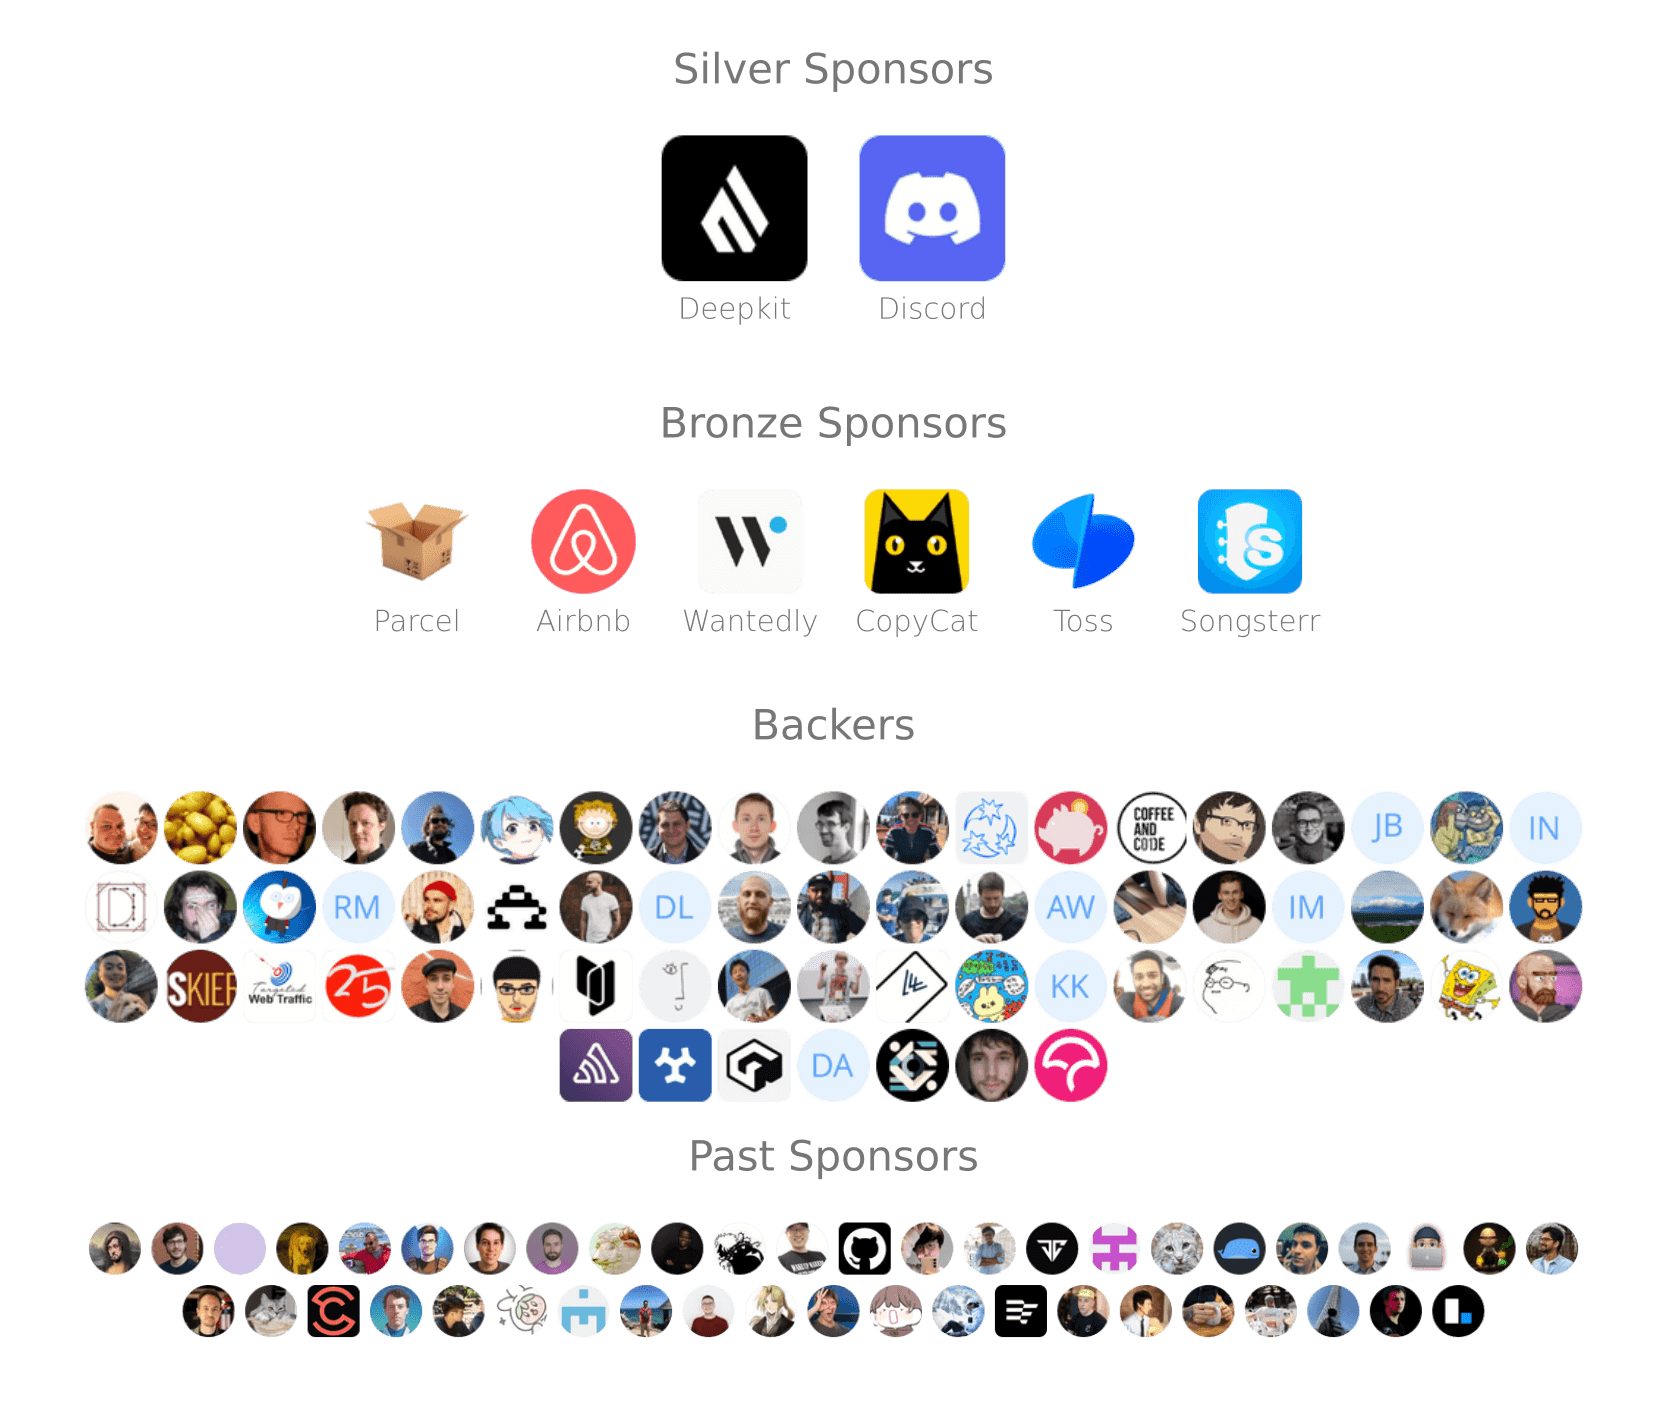 Silver Sponsors
Deepkit Discord
Bronze Sponsors
W
S
Parcel Airbnb Wantedly CopyCat Toss Songsterr
Backers
COFFEE
AND
CODE
JB IN
D RM DL AW IM
SKIEF
Targeted
Web Traffic
25
KK
DA
Past Sponsors